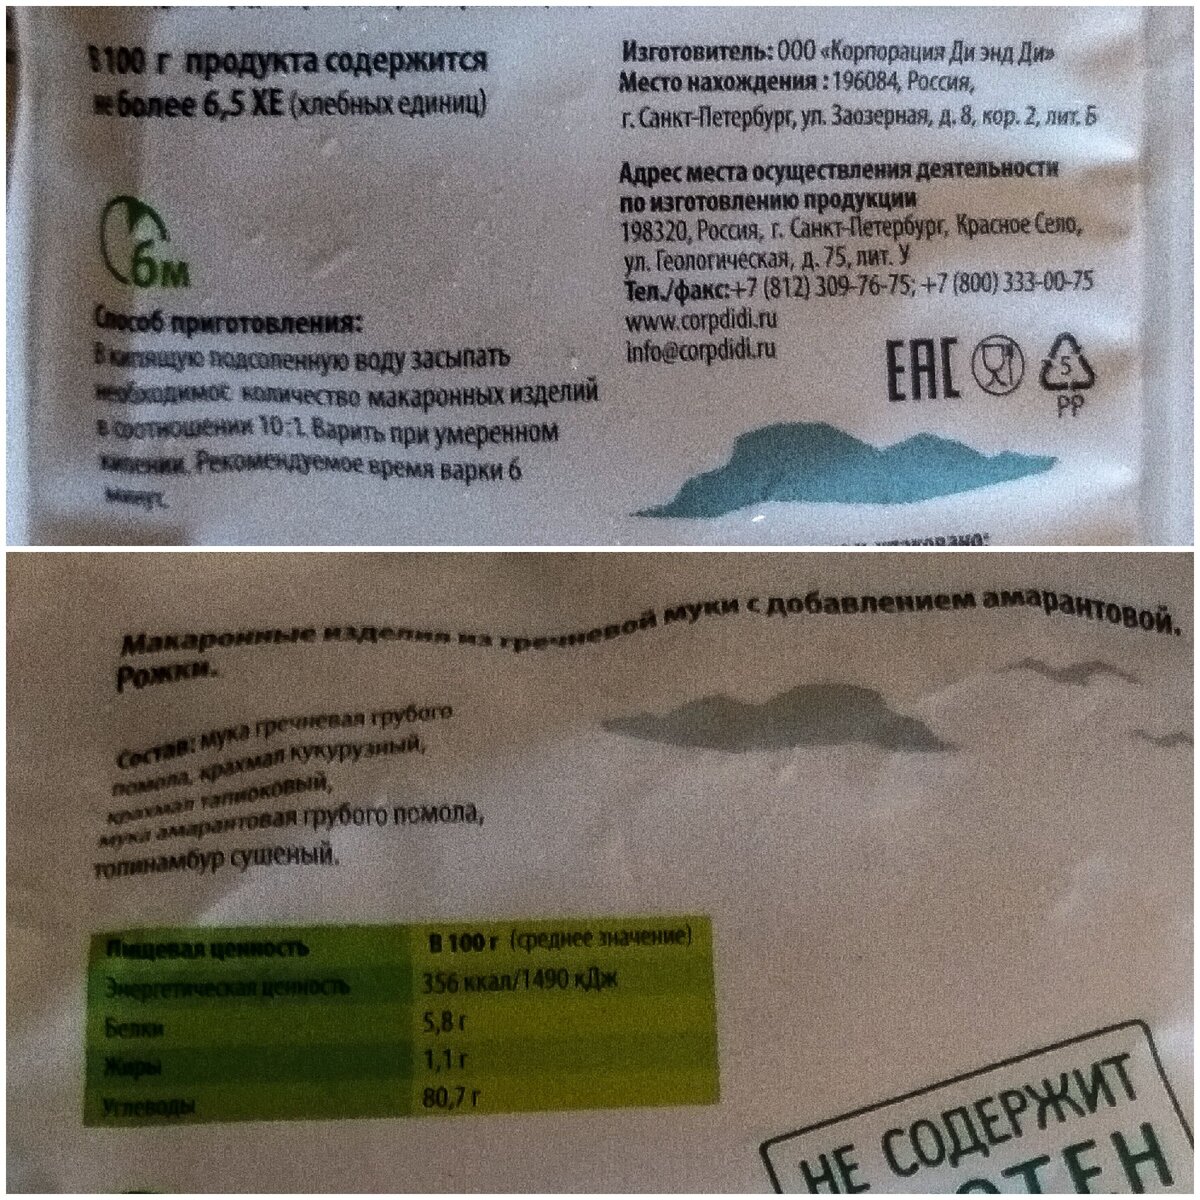 В 100 г продукта содержится
не более 6,5 ХЕ (хлебных единиц)
6м
Способ приготовления:
В кипящую подсоленную воду засыпать
необходимое количество макаронных изделий
в соотношении 10:1. Варить при умеренном
кипении. Рекомендуемое время варки 6
минут.
Изготовитель: ООО «Корпорация Ди энд Ди»
Место нахождения : 196084, Россия,
г. Санкт-Петербург, ул. Заозерная, д. 8, кор. 2, лит. Б
Адрес места осуществления деятельности
по изготовлению продукции
198320, Россия, г. Санкт-Петербург, Красное Село,
ул. Геологическая, д. 75, лит. У
Тел./факс:+7 (812) 309-76-75; +7 (800) 333-00-75
www.corpdidi.ru
Info@corpdidi.ru
EAC
5
PP
упаковано:
Макаронные изделия из гречневой муки с добавлением амарантовой.
Рожки.
Состав: мука гречневая грубого
помола, крахмал кукурузный,
крахмал тапиоковый,
мука амарантовая грубого помола,
топинамбур сушеный.
Пищевая ценность В 100 г (среднее значение)
Энергетическая ценность 356 ккал/1490 кДж
Белки 5,8 г
Жиры 1,1 г
Углеводы 80,7 г
НЕ СОДЕРЖИТ